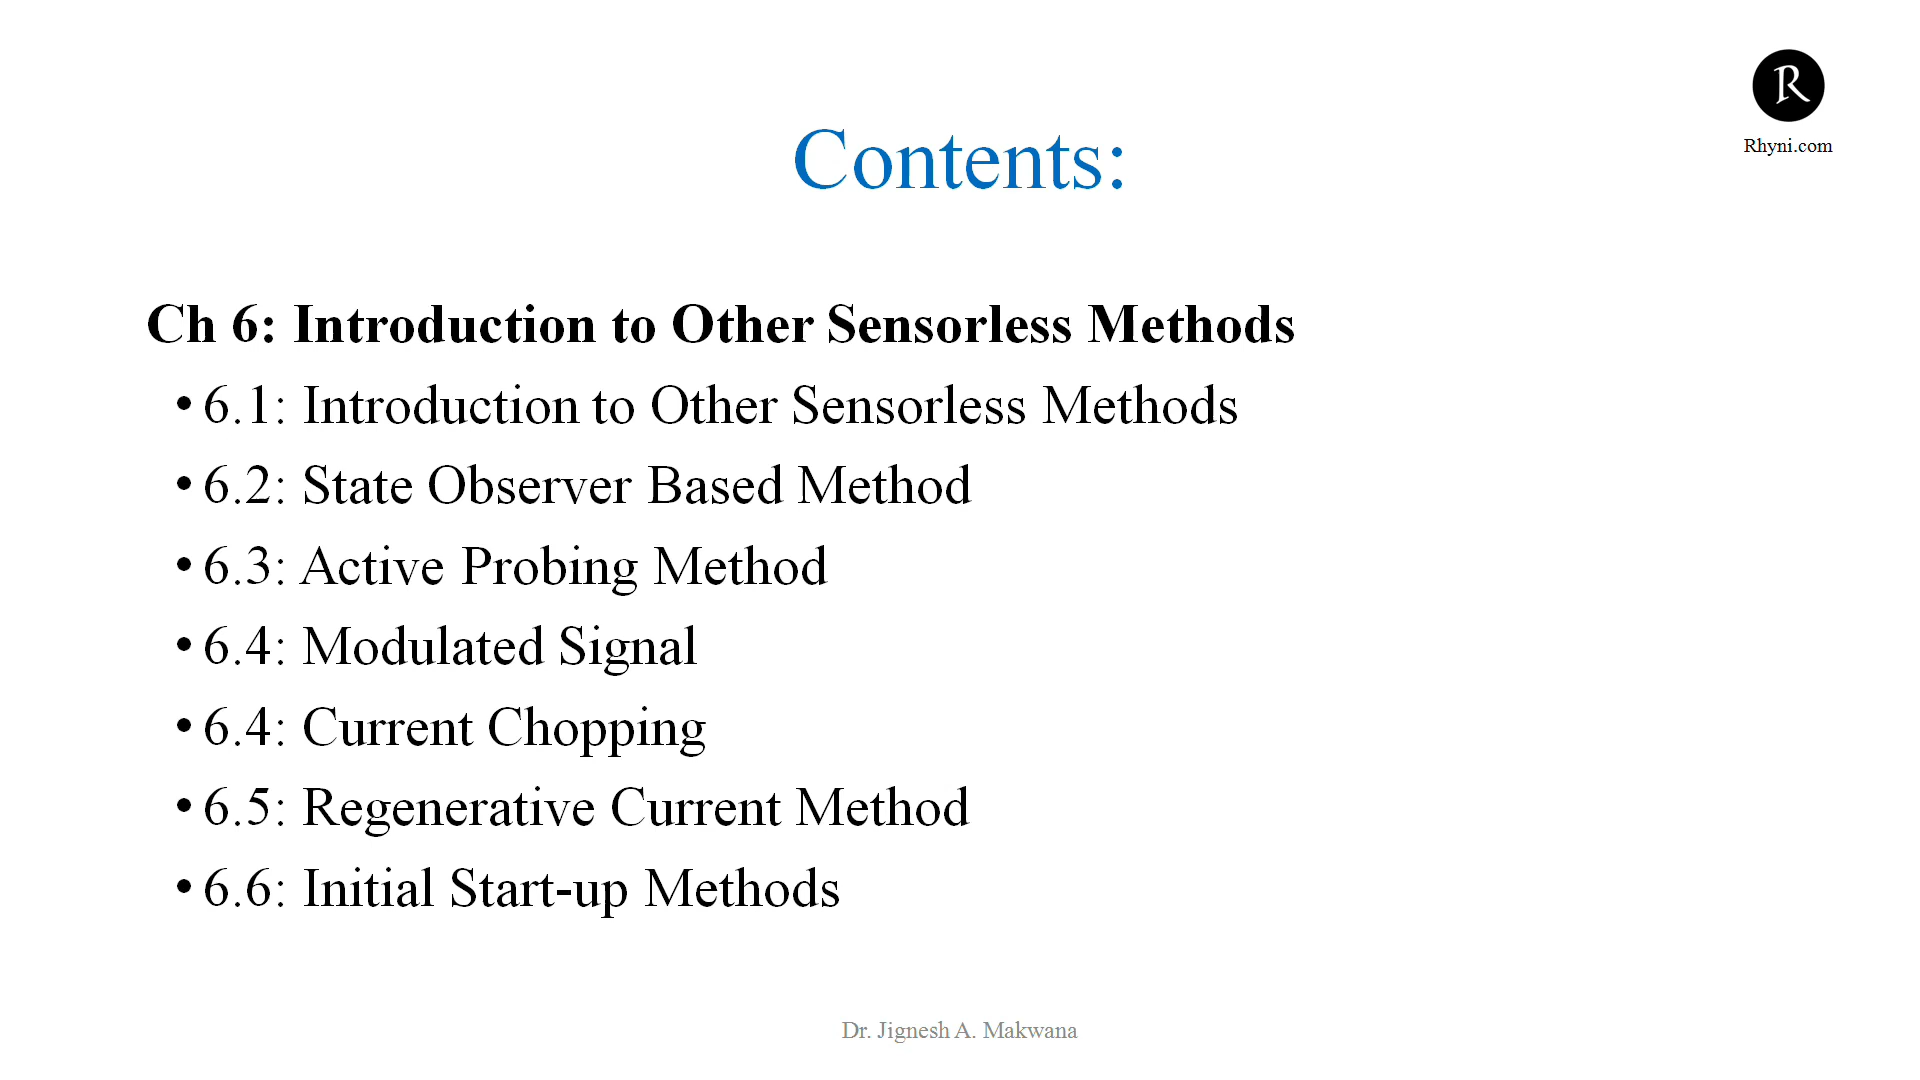 R
Rhyni.com
Contents:
Ch 6: Introduction to Other Sensorless Methods
• 6.1: Introduction to Other Sensorless Methods
• 6.2: State Observer Based Method
• 6.3: Active Probing Method
• 6.4: Modulated Signal
• 6.4: Current Chopping
• 6.5: Regenerative Current Method
• 6.6: Initial Start-up Methods
Dr. Jignesh A. Makwana